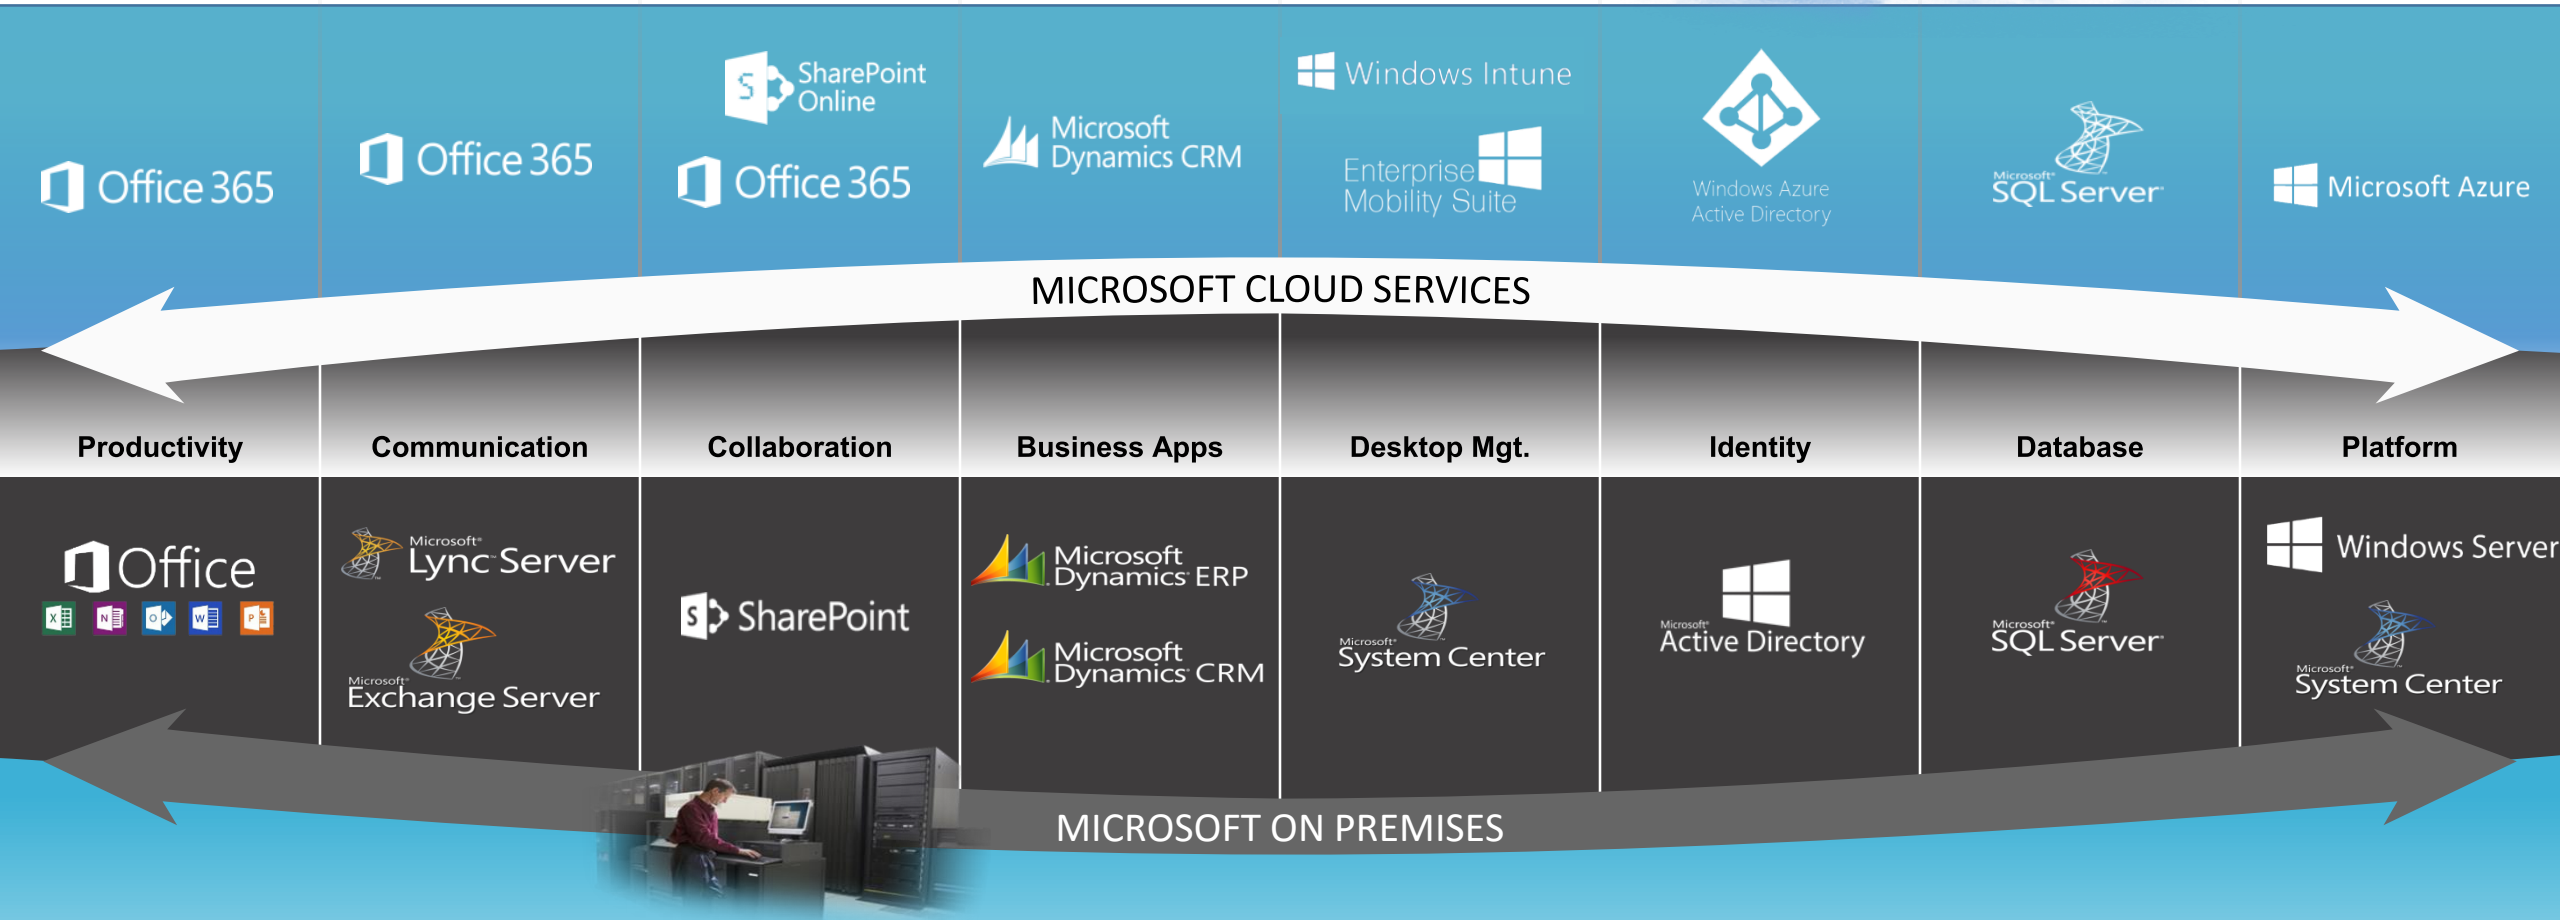 Office 365
Office 365
SharePoint
Online
Office 365
Microsoft
Dynamics CRM
Windows Intune
Enterprise
Mobility Suite
Windows Azure
Active Directory
Microsoft®
SQL Server®
Microsoft Azure
MICROSOFT CLOUD SERVICES
Productivity
Communication
Collaboration
Business Apps
Desktop Mgt.
Identity
Database
Platform
Office
Microsoft®
Lync™ Server
Microsoft®
Exchange Server
SharePoint
Microsoft
Dynamics® ERP
Microsoft
Dynamics® CRM
Microsoft®
System Center
Microsoft®
Active Directory
Microsoft®
SQL Server®
Windows Server
Microsoft®
System Center
MICROSOFT ON PREMISES